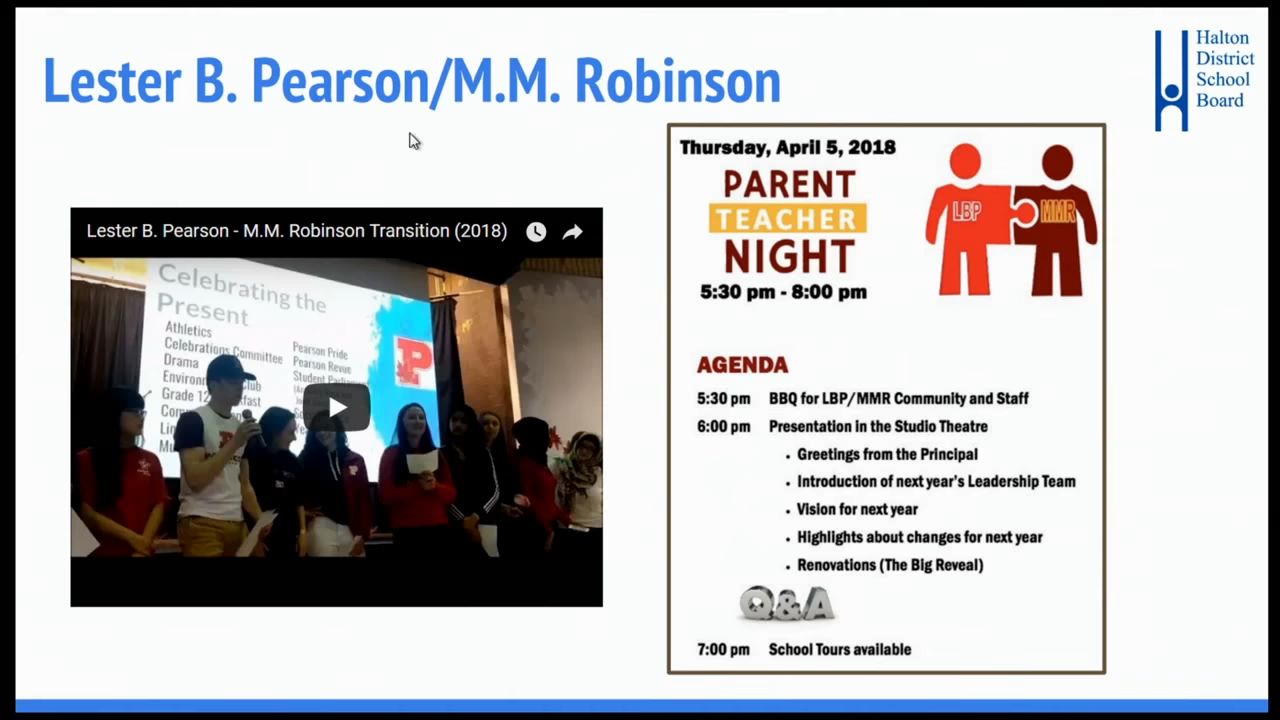 Lester B. Pearson/M.M. Robinson
Halton
District
School
Board
Lester B. Pearson - M.M. Robinson Transition (2018)
Celebrating the
Present
Athletics
Celebrations Committee
Drama
Grade 12
Pearson Pride
Pearson Revue
Student
P
Thursday, April 5, 2018
PARENT
TEACHER
NIGHT
5:30 pm - 8:00 pm
LBP
MMR
AGENDA
5:30 pm BBQ for LBP/MMR Community and Staff
6:00 pm Presentation in the Studio Theatre
• Greetings from the Principal
• Introduction of next year's Leadership Team
• Vision for next year
• Highlights about changes for next year
• Renovations (The Big Reveal)
Q&A
7:00 pm School Tours available